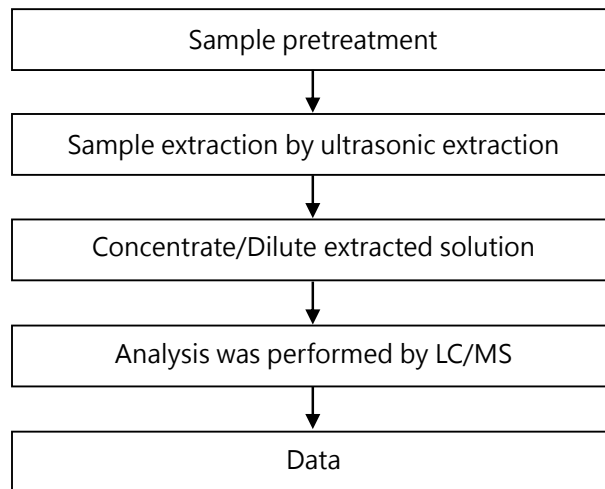 Sample pretreatment
Sample extraction by ultrasonic extraction
Concentrate/Dilute extracted solution
Analysis was performed by LC/MS
Data